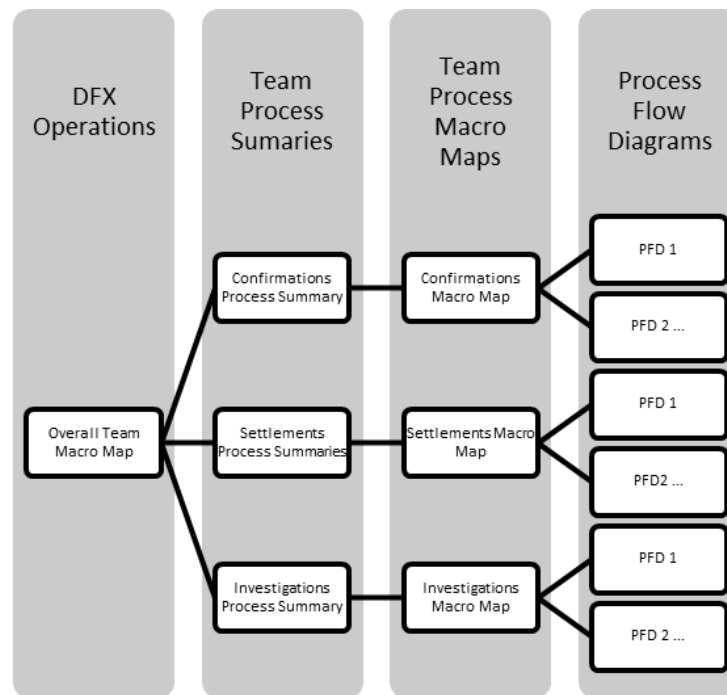 DFX
Operations
Team
Process
Sumaries
Team
Process
Macro
Maps
Process
Flow
Diagrams
Overall Team
Macro Map
Confirmations
Process Summary
Confirmations
Macro Map
PFD 1
PFD 2 ...
Settlements
Process Summaries
Settlements Macro
Map
PFD 1
PFD2 ...
Investigations
Process Summary
Investigations
Macro Map
PFD 1
PFD 2 ...